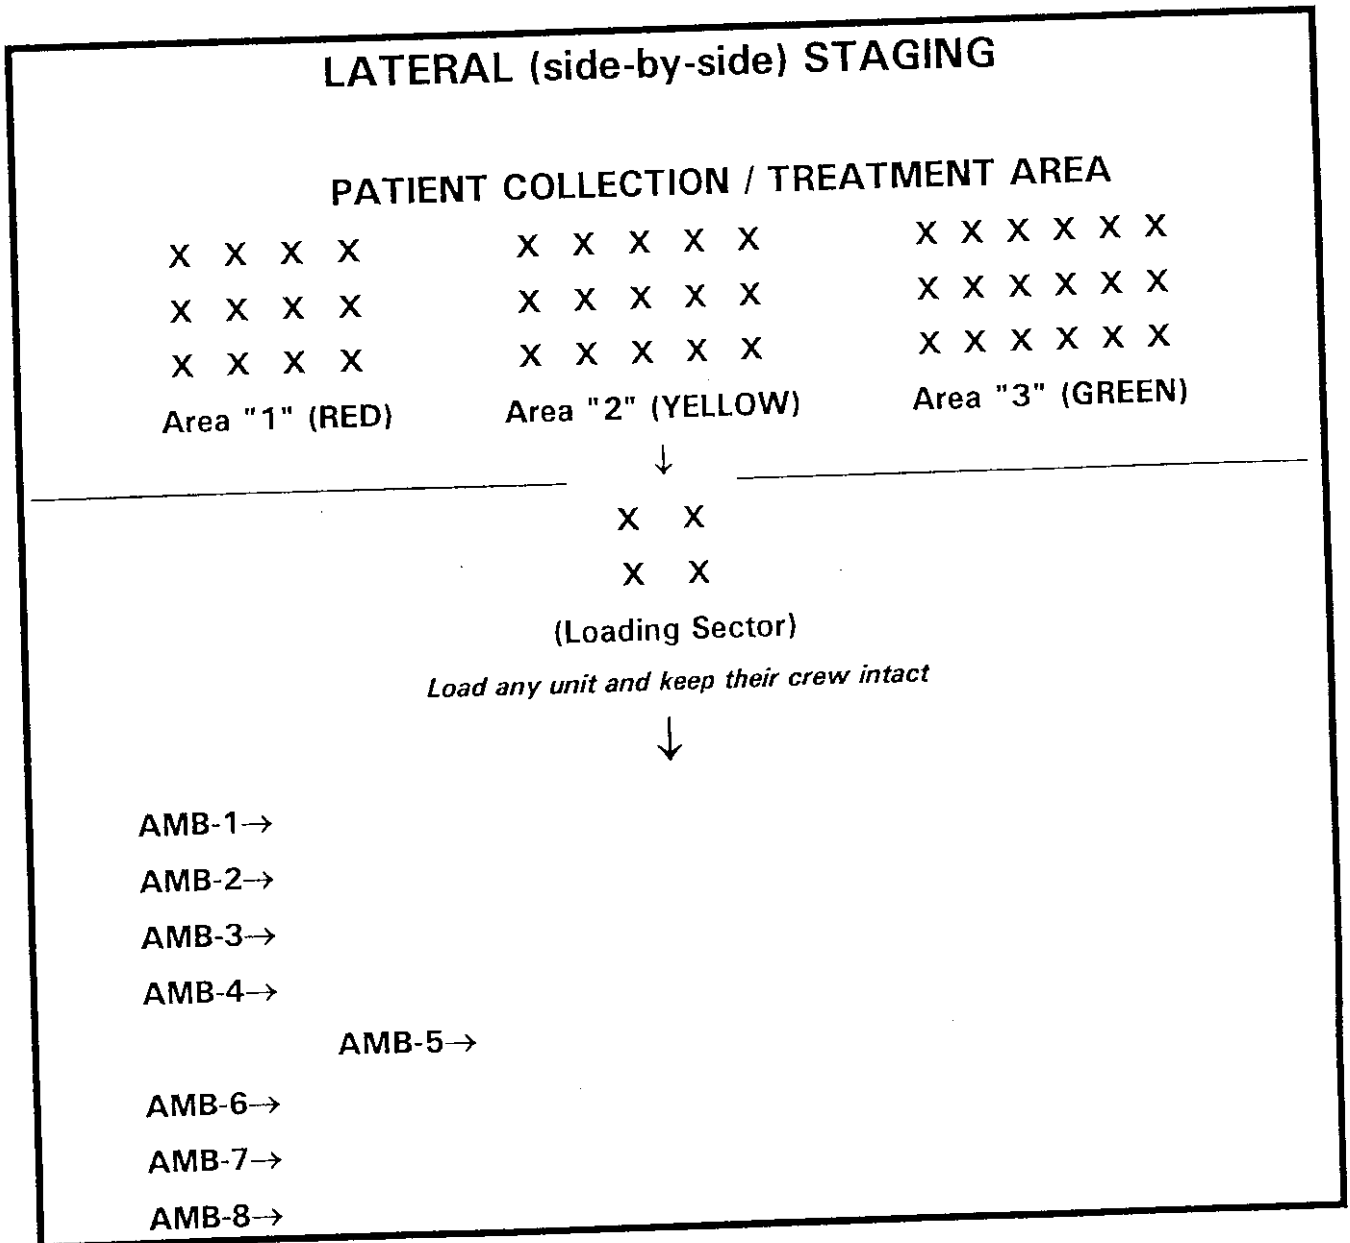 LATERAL (side-by-side) STAGING
PATIENT COLLECTION / TREATMENT AREA
X X X X X X X X X X X X X X X
X X X X X X X X X X X X X X X
X X X X X X X X X X X X X X X
Area "1" (RED) Area "2" (YELLOW) Area "3" (GREEN)
↓
X X
X X
(Loading Sector)
Load any unit and keep their crew intact
↓
AMB-1→
AMB-2→
AMB-3→
AMB-4→
AMB-5→
AMB-6→
AMB-7→
AMB-8→